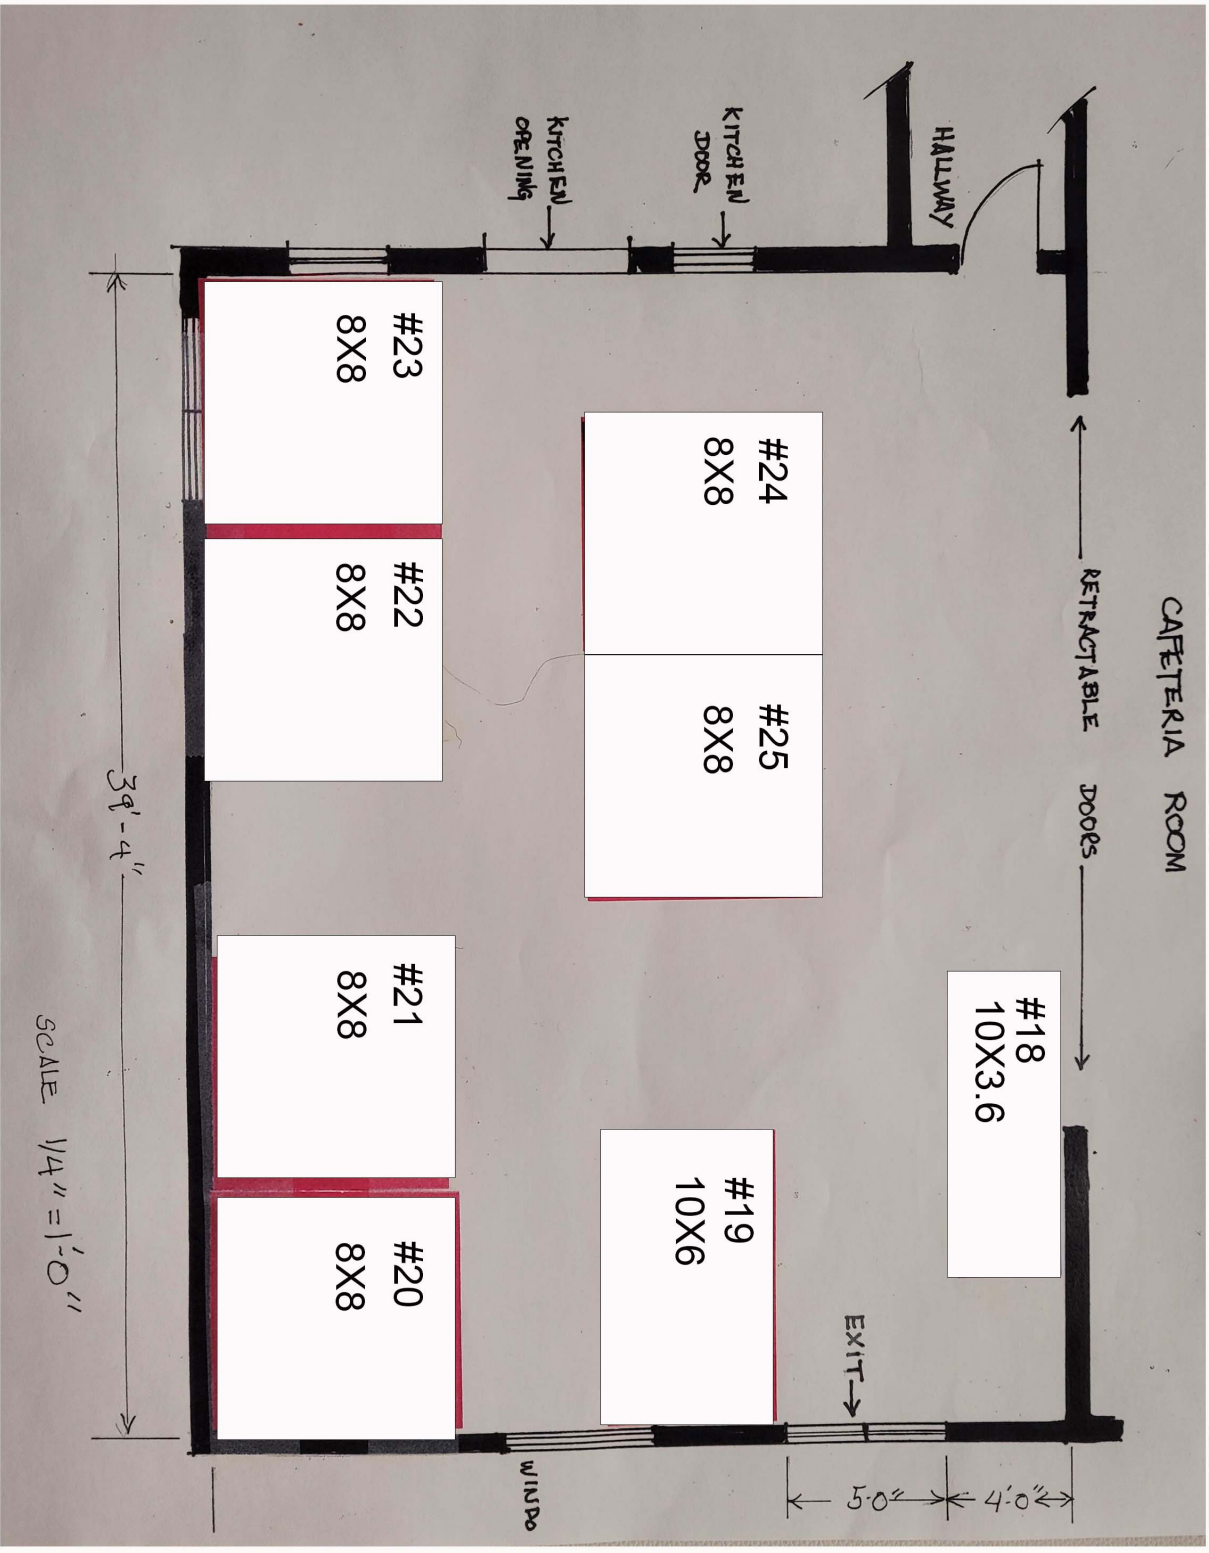 CAFETERIA ROOM
RETRACTABLE DOORS
HALLWAY
KITCHEN
DOOR
KITCHEN
OPENING
#18
10X3.6
#24
8X8
#25
8X8
#19
10X6
EXIT
4'-0"
5-0"
#23
8X8
#22
8X8
#21
8X8
#20
8X8
WINDO
39'-4"
SCALE 1/4" = 1'-0"